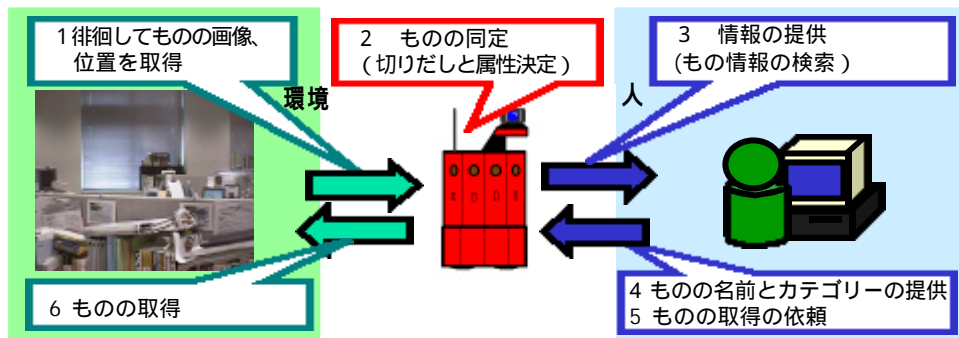 1徘徊してものの画像、
位置を取得
2 ものの同定
(切りだしと属性決定)
3 情報の提供
(もの情報の検索)
環境
人
6 ものの取得
4 ものの名前とカテゴリーの提供
5 ものの取得の依頼